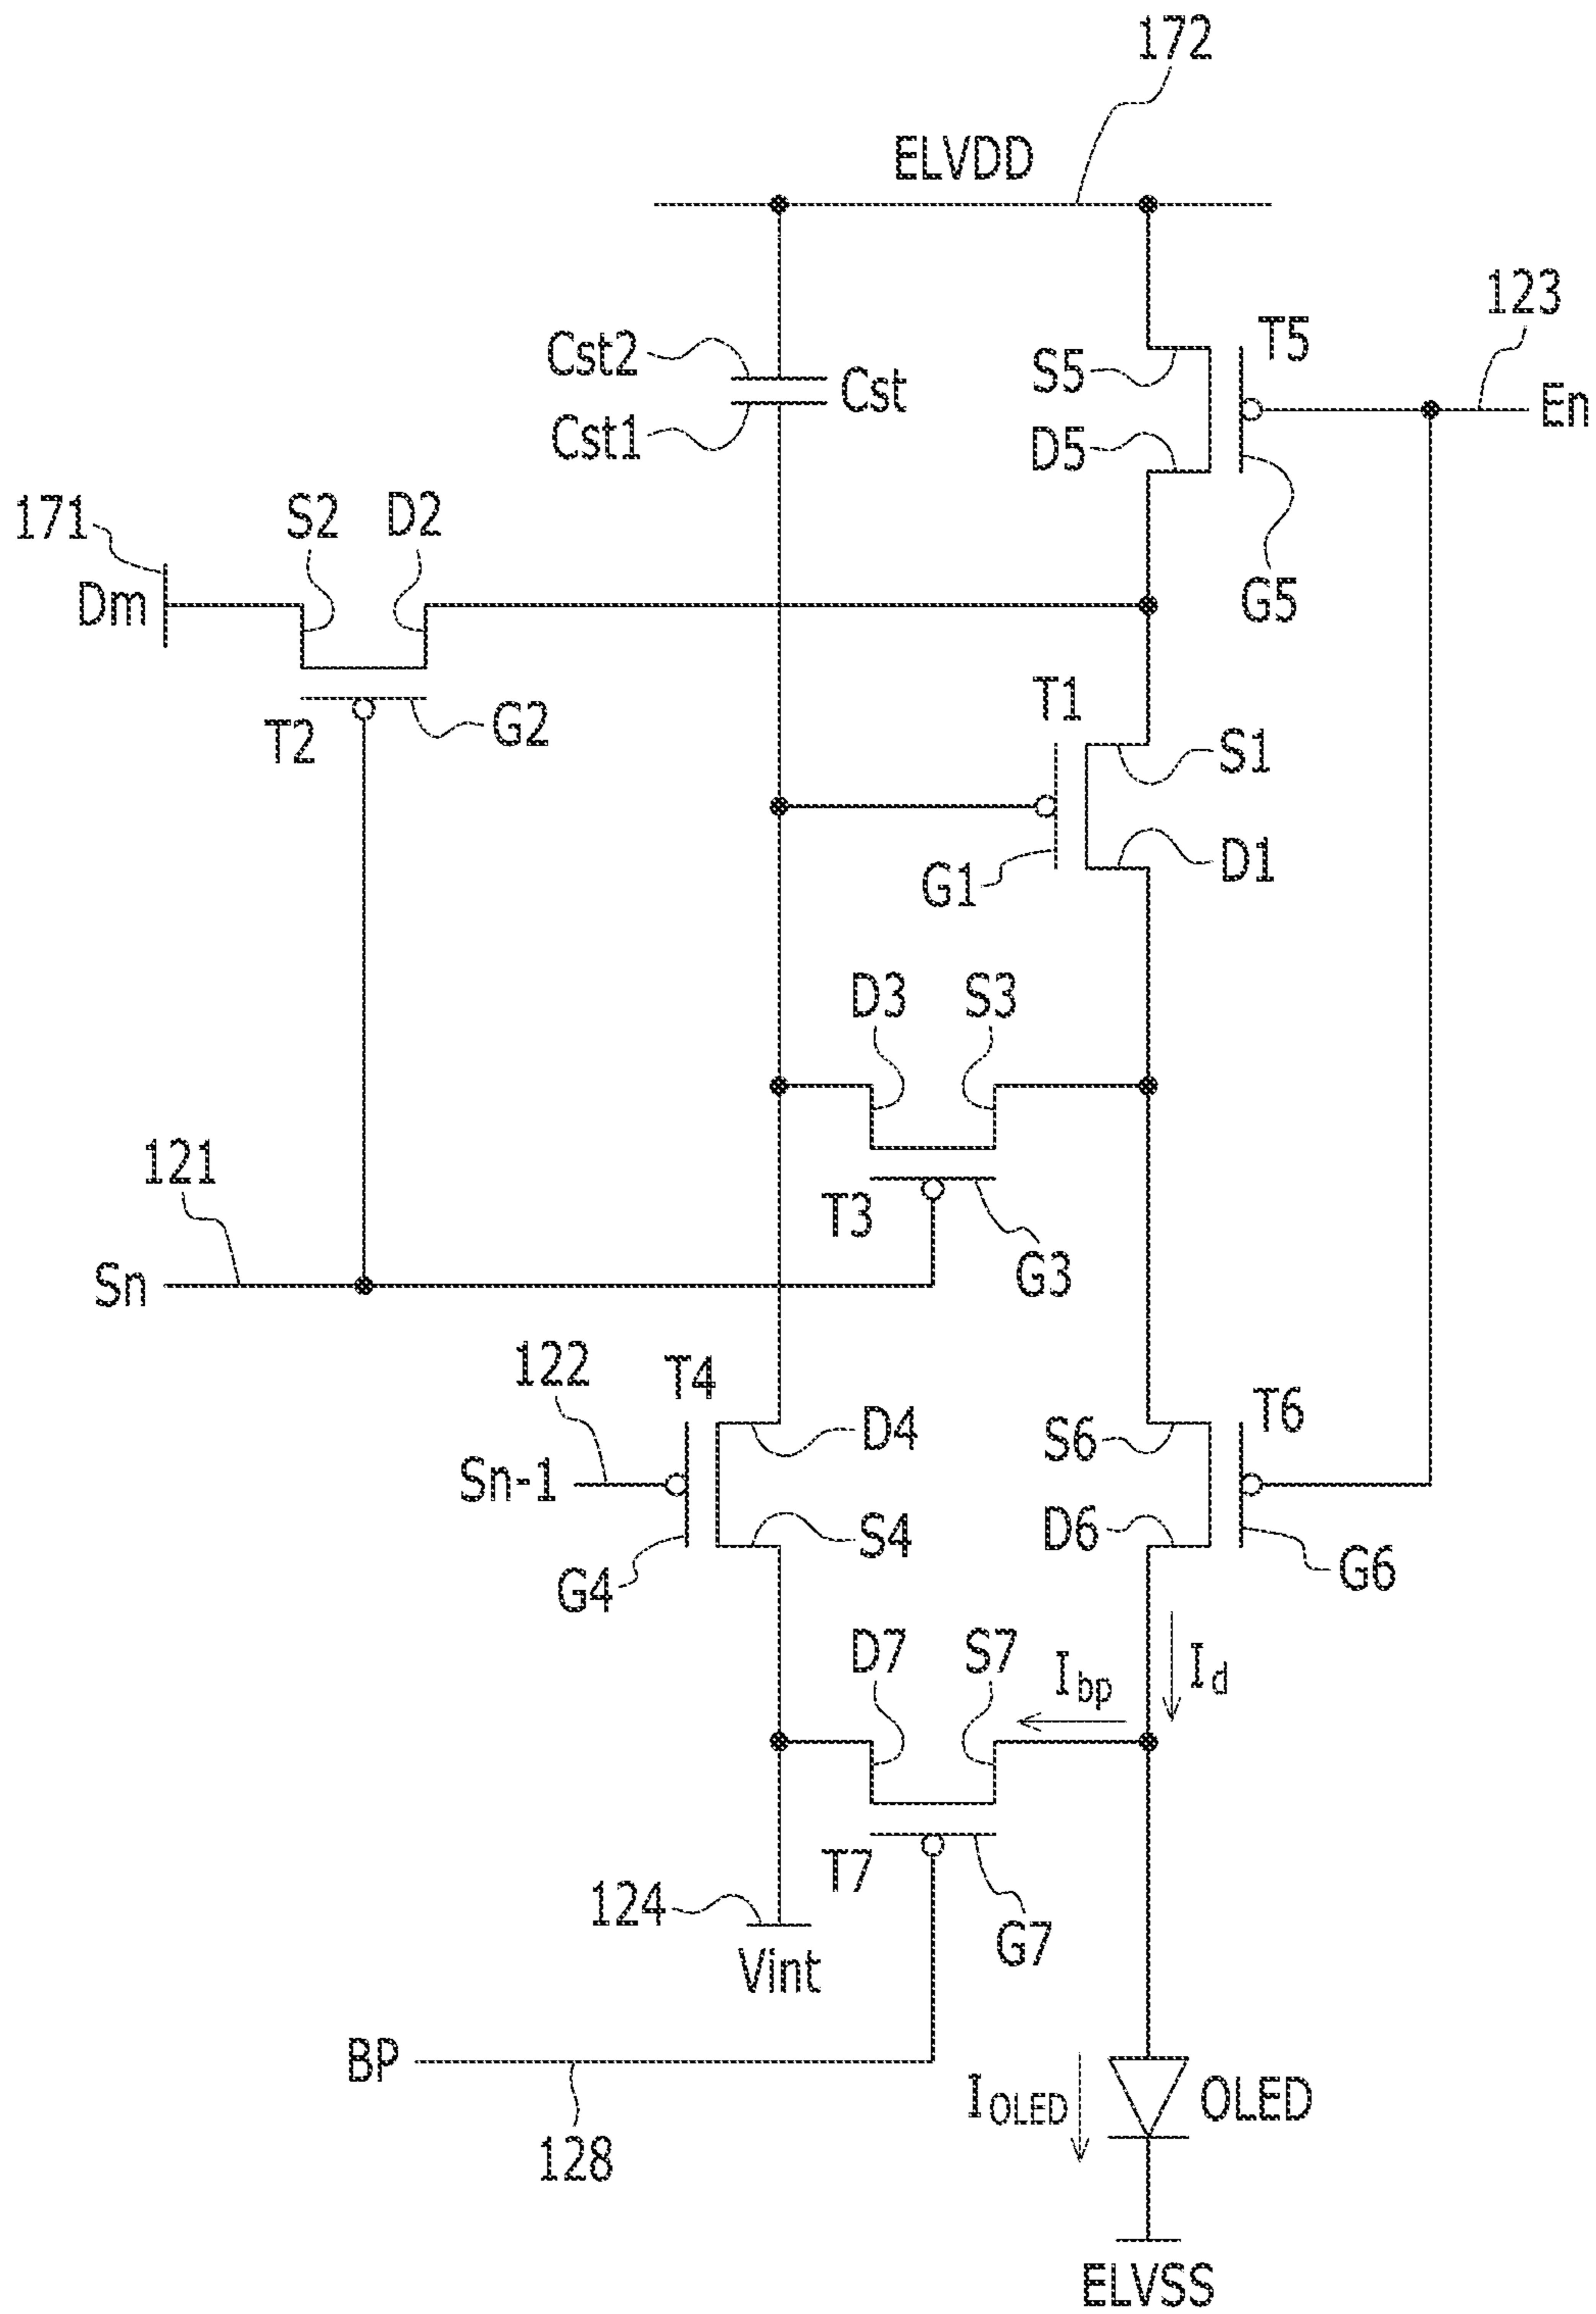 172
ELVDD
123
Cst2
Cst
Cst1
S5
T5
En
D5
171
S2
D2
Dm
G5
T2
G2
T1
S1
G1
D1
D3
S3
121
T3
G3
Sn
122
T4
D4
S6
T6
Sn-1
S4
D6
G4
G6
D7
S7
Ibp
Id
T7
124
G7
Vint
BP
IOLED
OLED
128
ELVSS